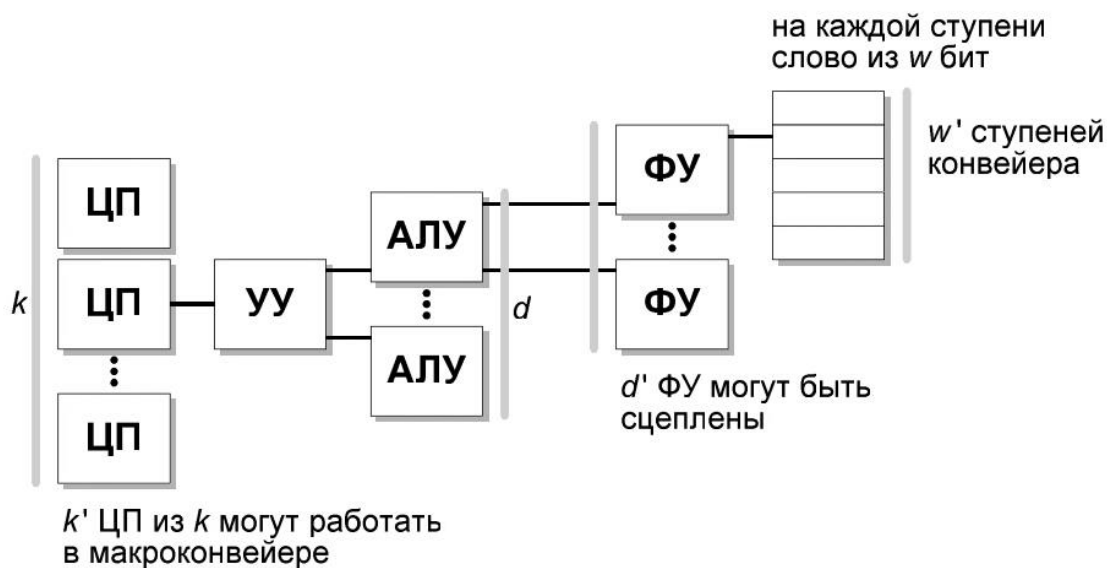 на каждой ступени
слово из w бит
w' ступеней
конвейера
ФУ
ЦП
АЛУ
k
ЦП
УУ
d
ФУ
АЛУ
ЦП
d' ФУ могут быть
сцеплены
k' ЦП из k могут работать
в макроконвейере